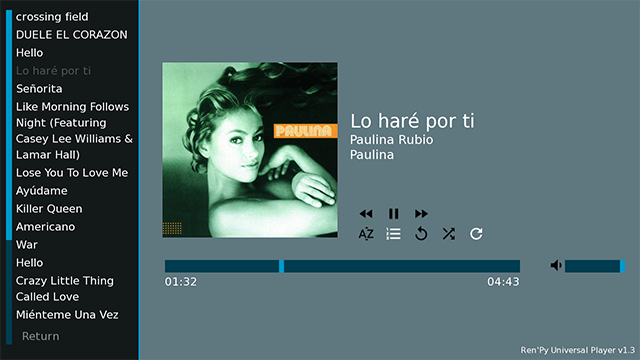 crossing field
DUELE EL CORAZON
Hello
Lo haré por ti
Señorita
Like Morning Follows
Night (Featuring
Casey Lee Williams &
Lamar Hall)
Lose You To Love Me
Ayúdame
Killer Queen
Americano
War
Hello
Crazy Little Thing
Called Love
Miénteme Una Vez
Return
PAULINA
Lo haré por ti
Paulina Rubio
Paulina
AZ
01:32
04:43
Ren'Py Universal Player v1.3